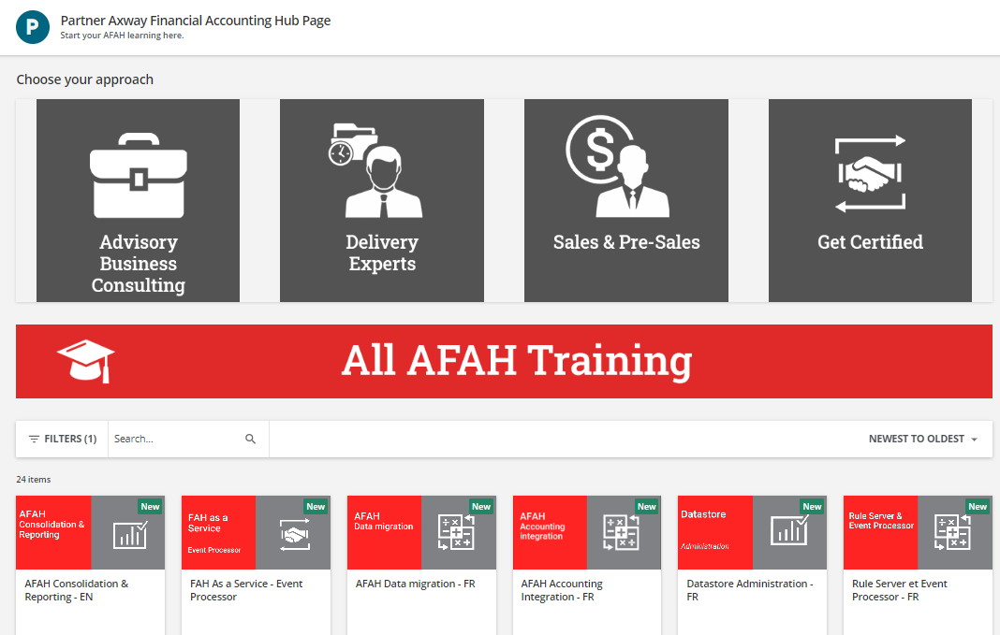 P
Partner Axway Financial Accounting Hub Page
Start your AFAH learning here.
Choose your approach
Advisory
Business
Consulting
Delivery
Experts
Sales & Pre-Sales
Get Certified
All AFAH Training
FILTERS (1)
Search...
NEWEST TO OLDEST
24 items
AFAH
Consolidation &
Reporting
New
AFAH Consolidation &
Reporting - EN
FAH as a
Service
Event Processor
New
FAH As a Service - Event
Processor
AFAH
Data migration
New
AFAH Data migration - FR
AFAH
Accounting
integration
New
AFAH Accounting
Integration - FR
Datastore
Administration
New
Datastore Administration -
FR
Rule Server &
Event Processor
New
Rule Server et Event
Processor - FR